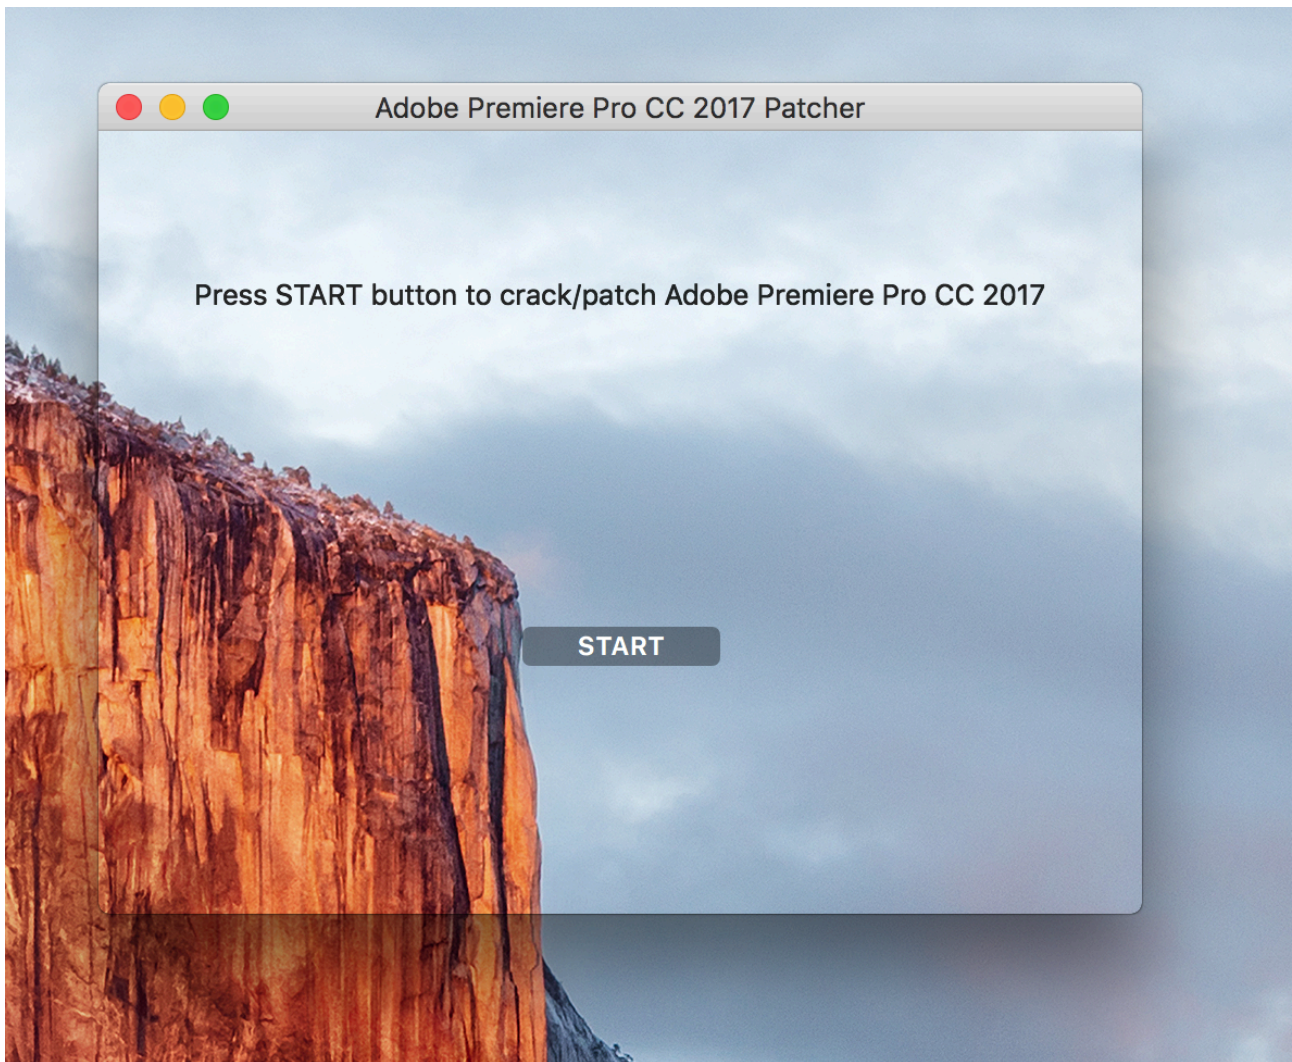 Adobe Premiere Pro CC 2017 Patcher
Press START button to crack/patch Adobe Premiere Pro CC 2017
START